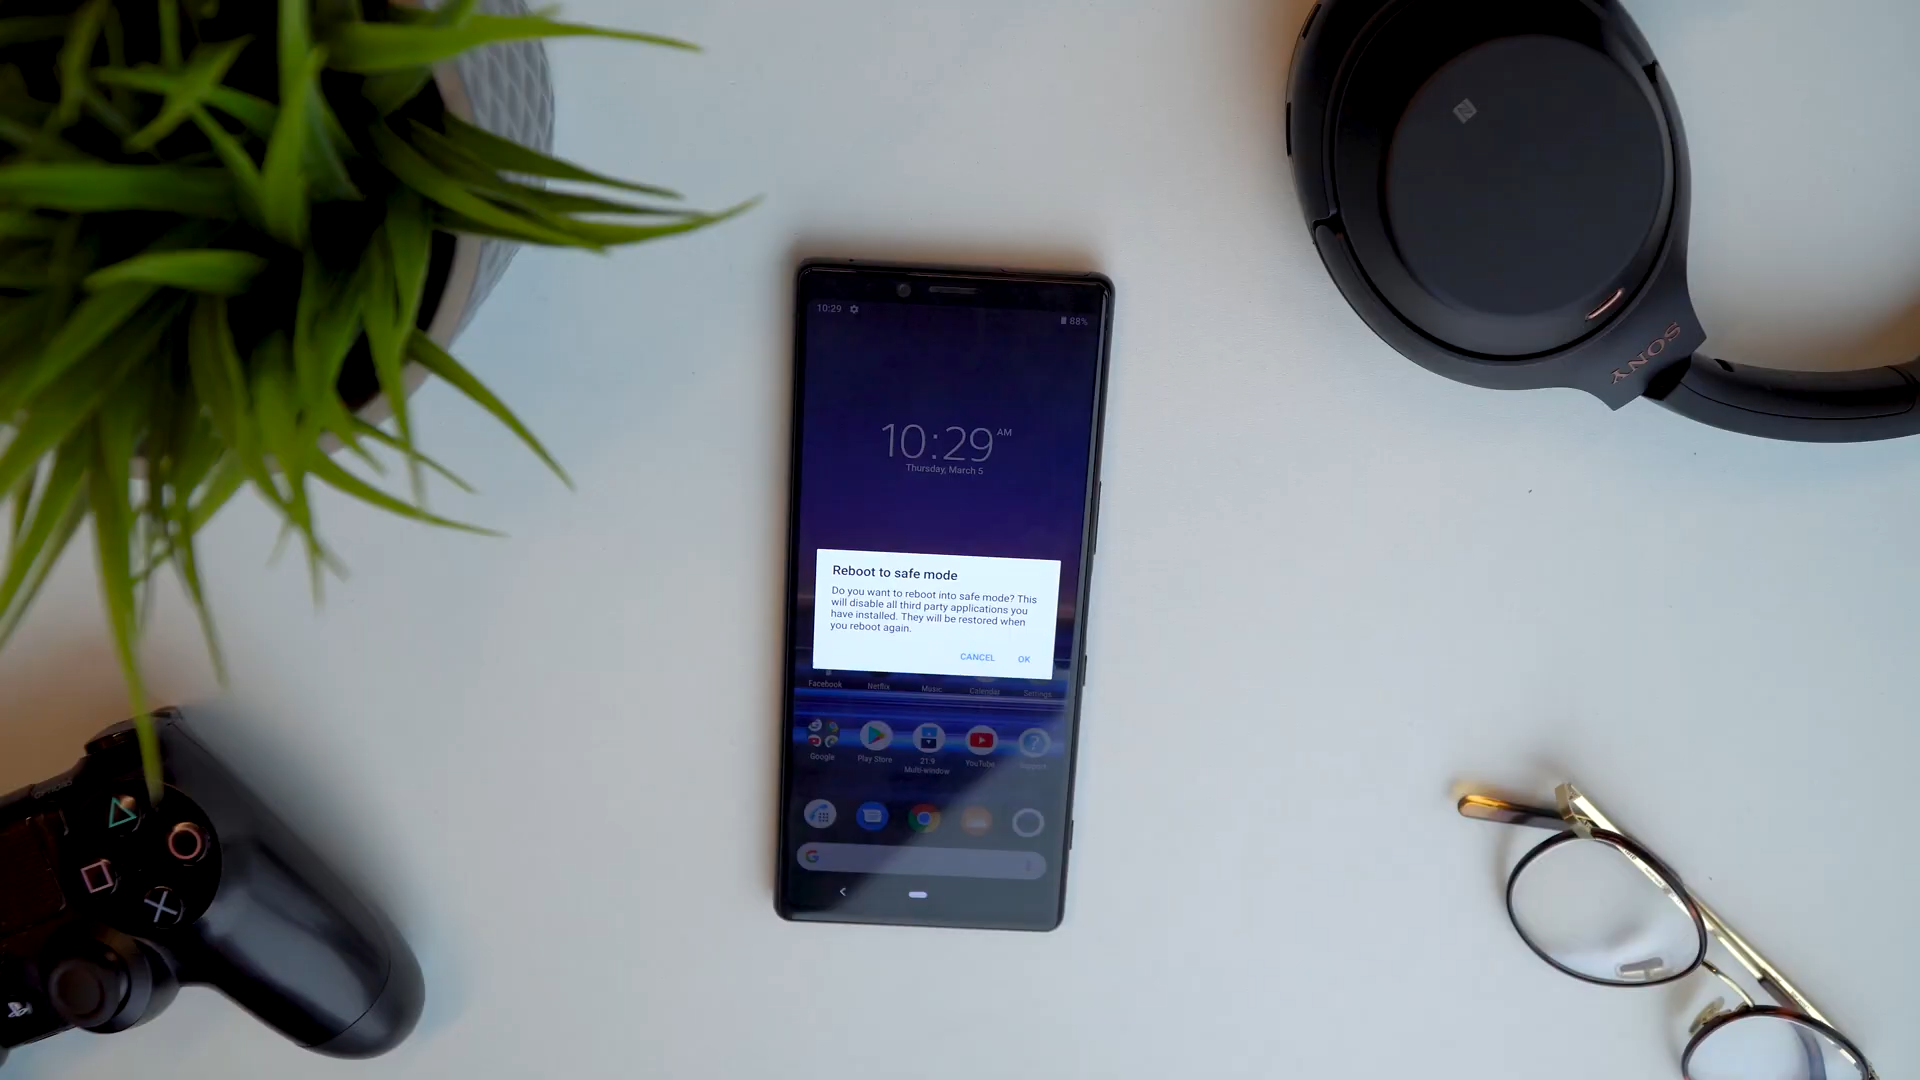 SONY
10:29
88%
10:29 AM
Thursday, March 5
Reboot to safe mode
Do you want to reboot into safe mode? This
will disable all third party applications you
have installed. They will be restored when
you reboot again.
CANCEL OK
Facebook Netflix Music Calendar Settings
Google Play Store 21:9 YouTube Support
Multi-window
OPTIONS